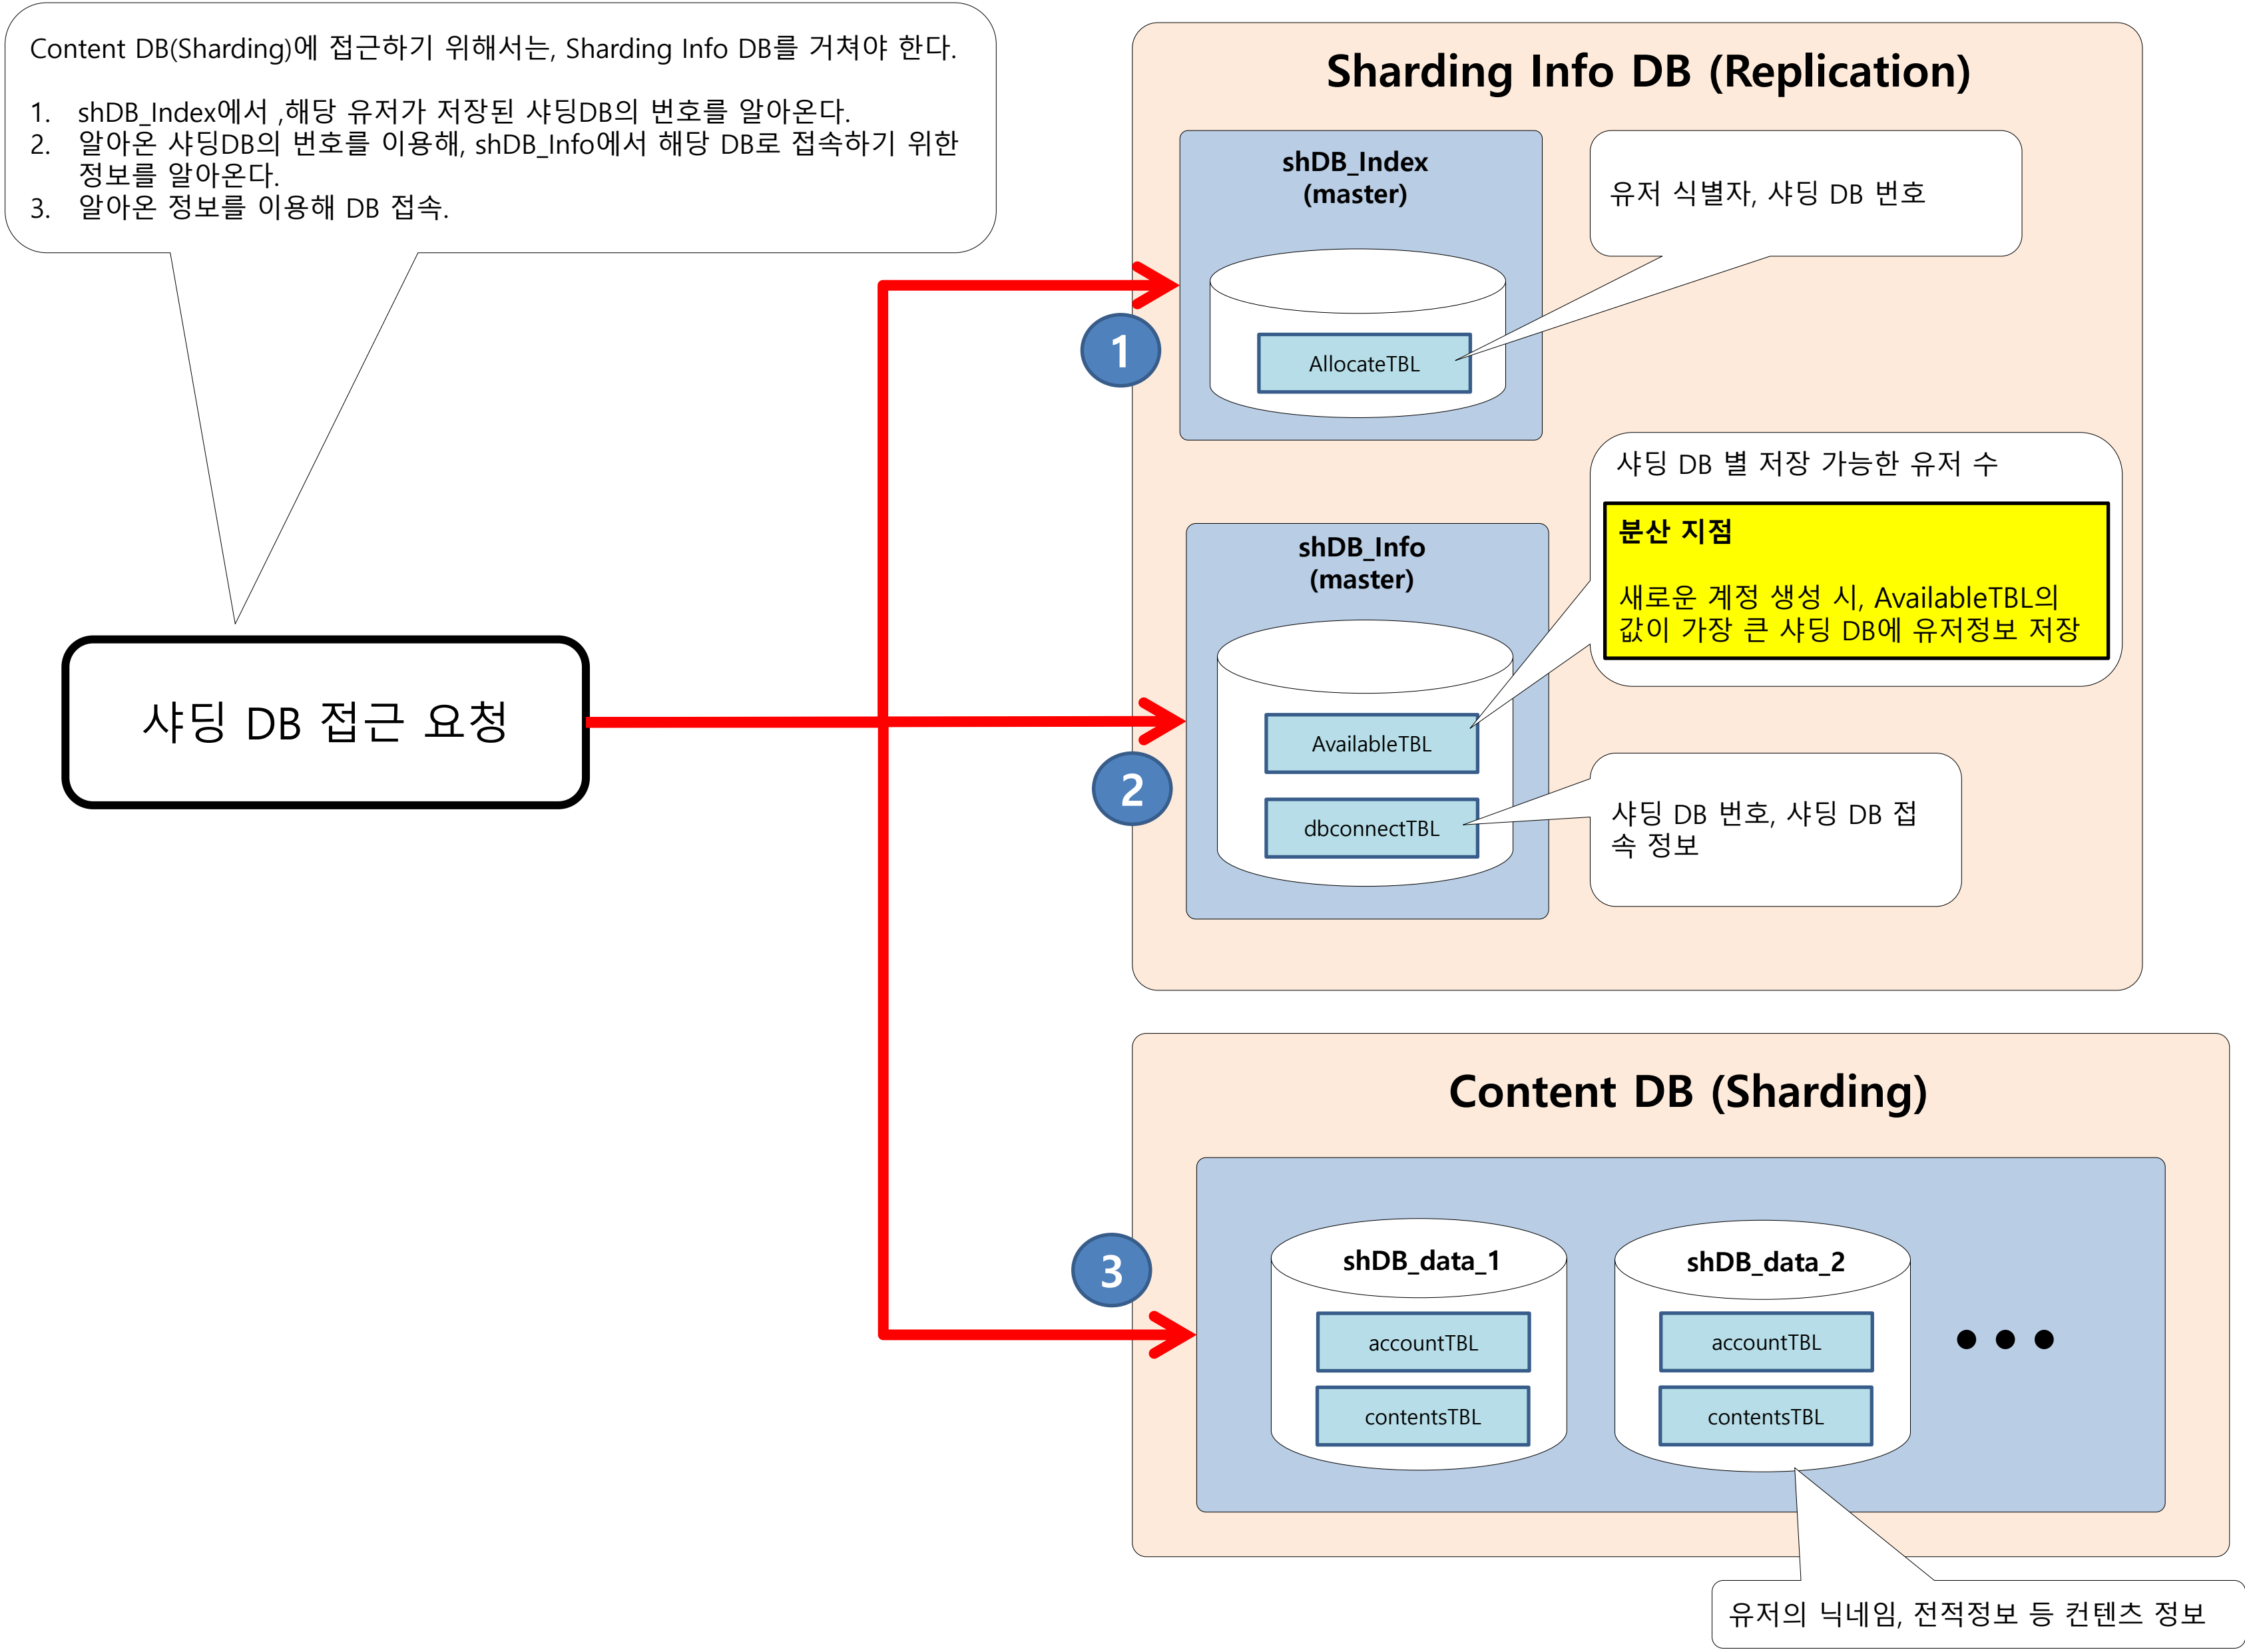 Content DB(Sharding)에 접근하기 위해서는, Sharding Info DB를 거쳐야 한다.
1. shDB_Index에서 ,해당 유저가 저장된 샤딩DB의 번호를 알아온다.
2. 알아온 샤딩DB의 번호를 이용해, shDB_Info에서 해당 DB로 접속하기 위한
정보를 알아온다.
3. 알아온 정보를 이용해 DB 접속.
샤딩 DB 접근 요청
Sharding Info DB (Replication)
1
shDB_Index
(master)
AllocateTBL
유저 식별자, 샤딩 DB 번호
2
shDB_Info
(master)
AvailableTBL
dbconnectTBL
샤딩 DB 별 저장 가능한 유저 수
분산 지점
새로운 계정 생성 시, AvailableTBL의
값이 가장 큰 샤딩 DB에 유저정보 저장
샤딩 DB 번호, 샤딩 DB 접
속 정보
Content DB (Sharding)
3
shDB_data_1
accountTBL
contentsTBL
shDB_data_2
accountTBL
contentsTBL
유저의 닉네임, 전적정보 등 컨텐츠 정보